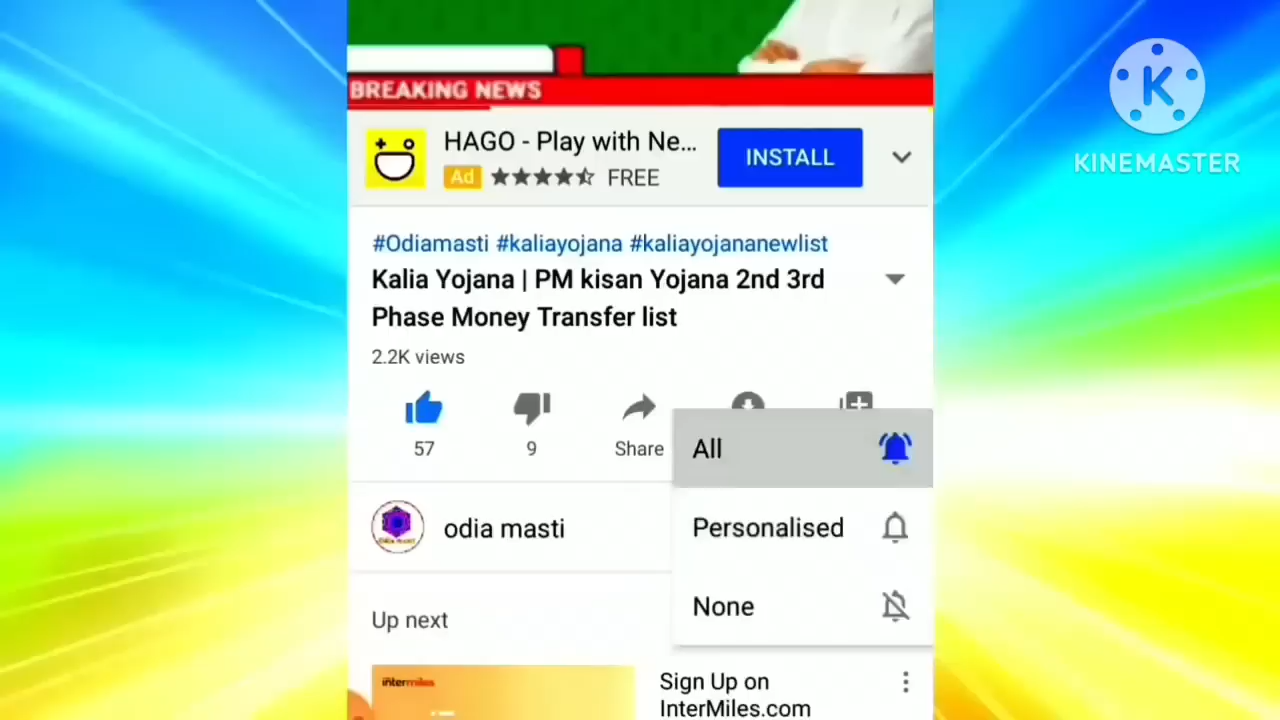 BREAKING NEWS
HAGO - Play with Ne...
Ad FREE
INSTALL
#Odiamasti #kaliayojana #kaliayojananewlist
Kalia Yojana | PM kisan Yojana 2nd 3rd
Phase Money Transfer list
2.2K views
57
9
Share
All
odia masti
Personalised
None
Up next
intermiles
Sign Up on
InterMiles.com
K
KINEMASTER